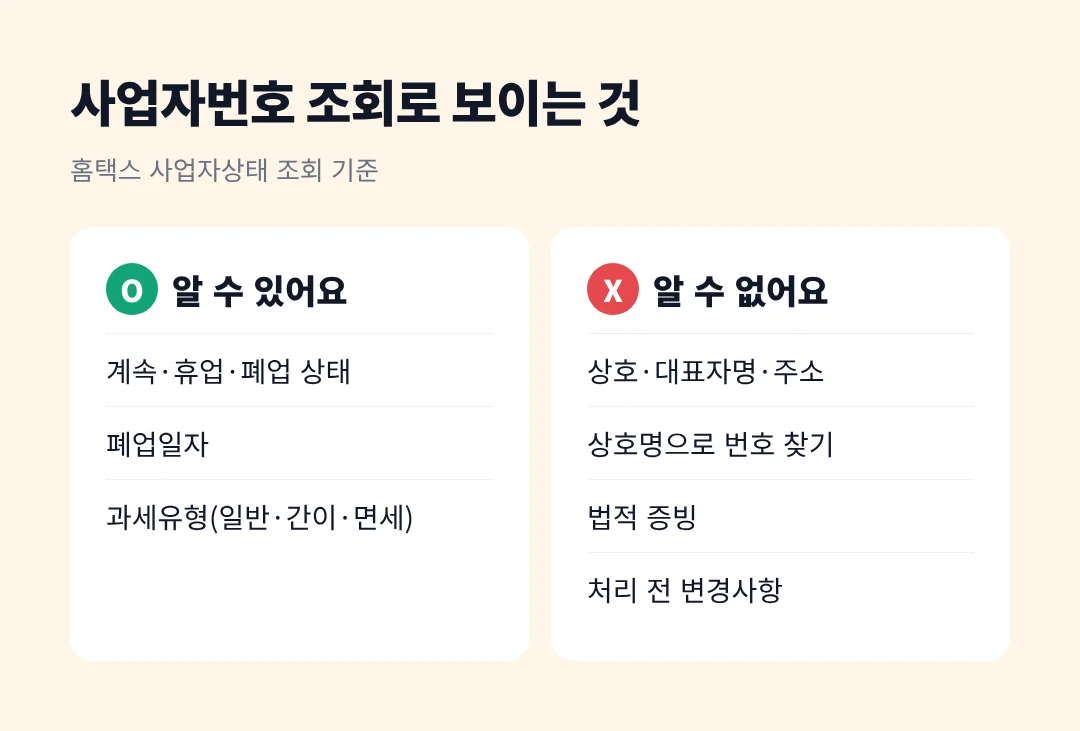 사업자번호 조회로 보이는 것
홈택스 사업자상태 조회 기준
O 알 수 있어요
계속·휴업·폐업 상태
폐업일자
과세유형(일반·간이·면세)
X 알 수 없어요
상호·대표자명·주소
상호명으로 번호 찾기
법적 증빙
처리 전 변경사항